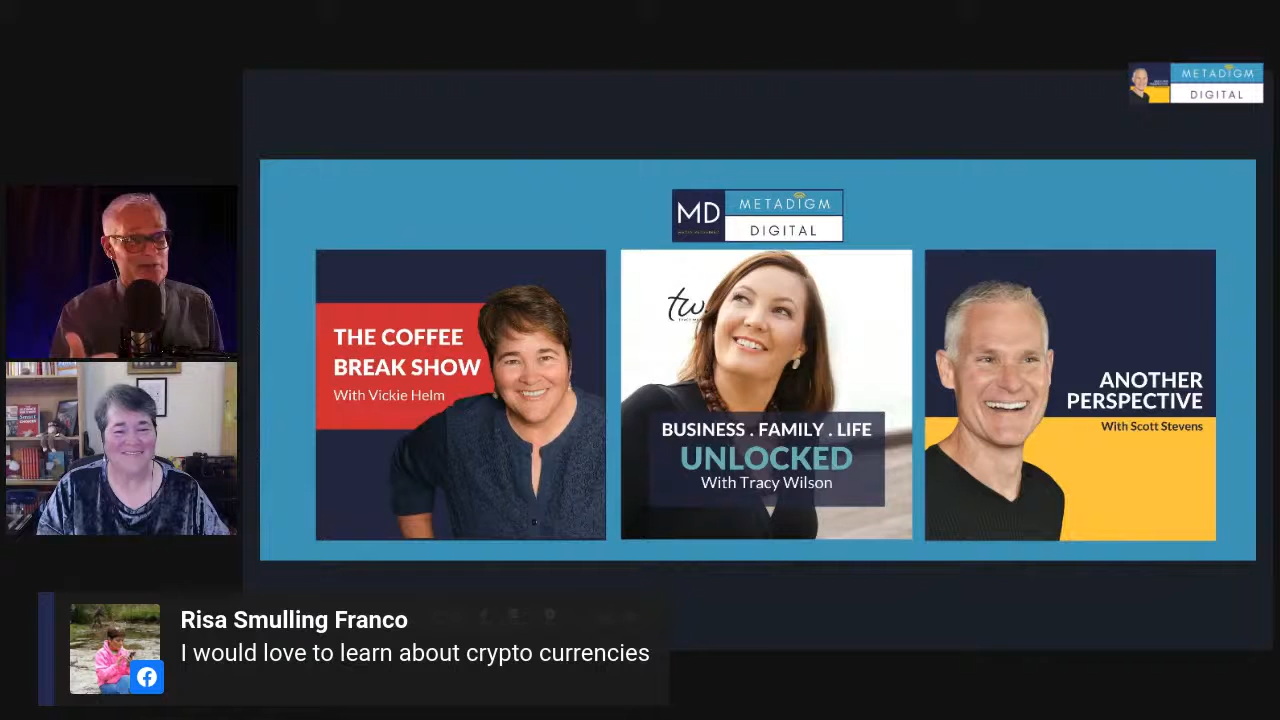 METADIGM
DIGITAL
MD
METADIGM
DIGITAL
THE COFFEE
BREAK SHOW
With Vickie Helm
tw
BUSINESS . FAMILY . LIFE
UNLOCKED
With Tracy Wilson
ANOTHER
PERSPECTIVE
With Scott Stevens
Risa Smulling Franco
I would love to learn about crypto currencies